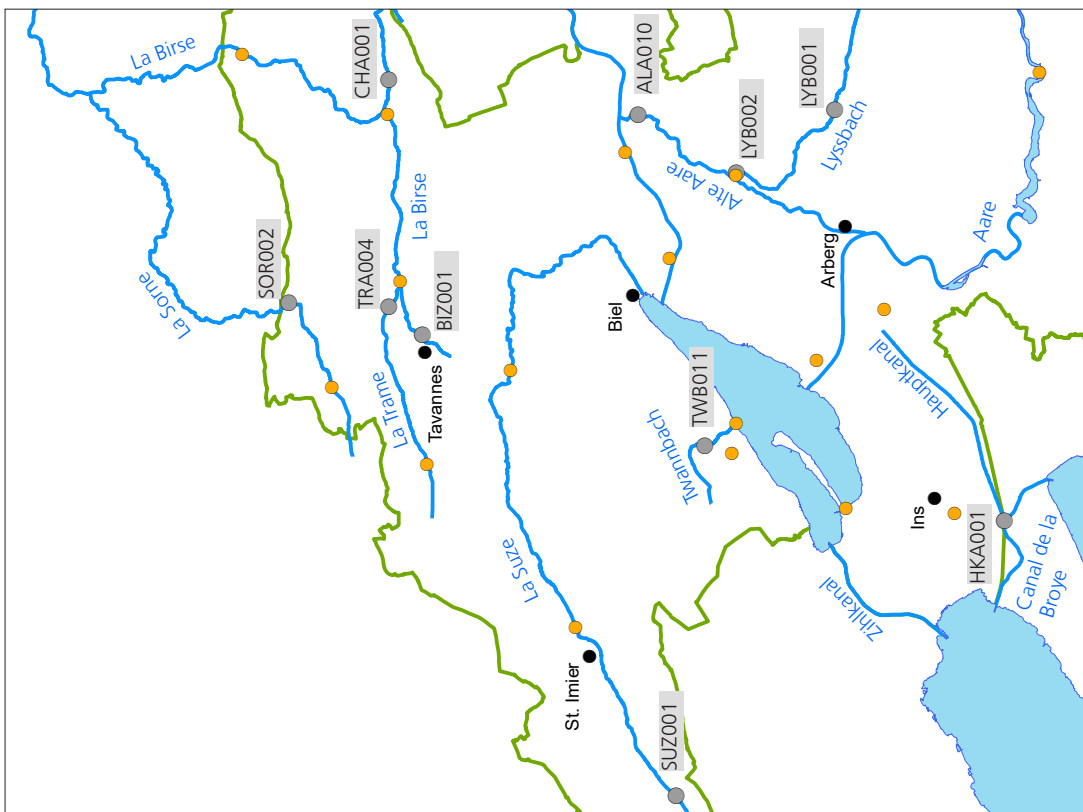 La Birse
CHA001
ALA010
LYB001
LYB002
Lyssbach
Alte Aare
La Birse
La Sorne
SOR002
TRA004
BIZ001
Aare
Arberg
Biel
La Trame
Tavannes
TWB011
Hauptkanal
Twannbach
Ins
HKA001
La Suze
Zihlkanal
Canal de la
Broye
St. Imier
SUZ001